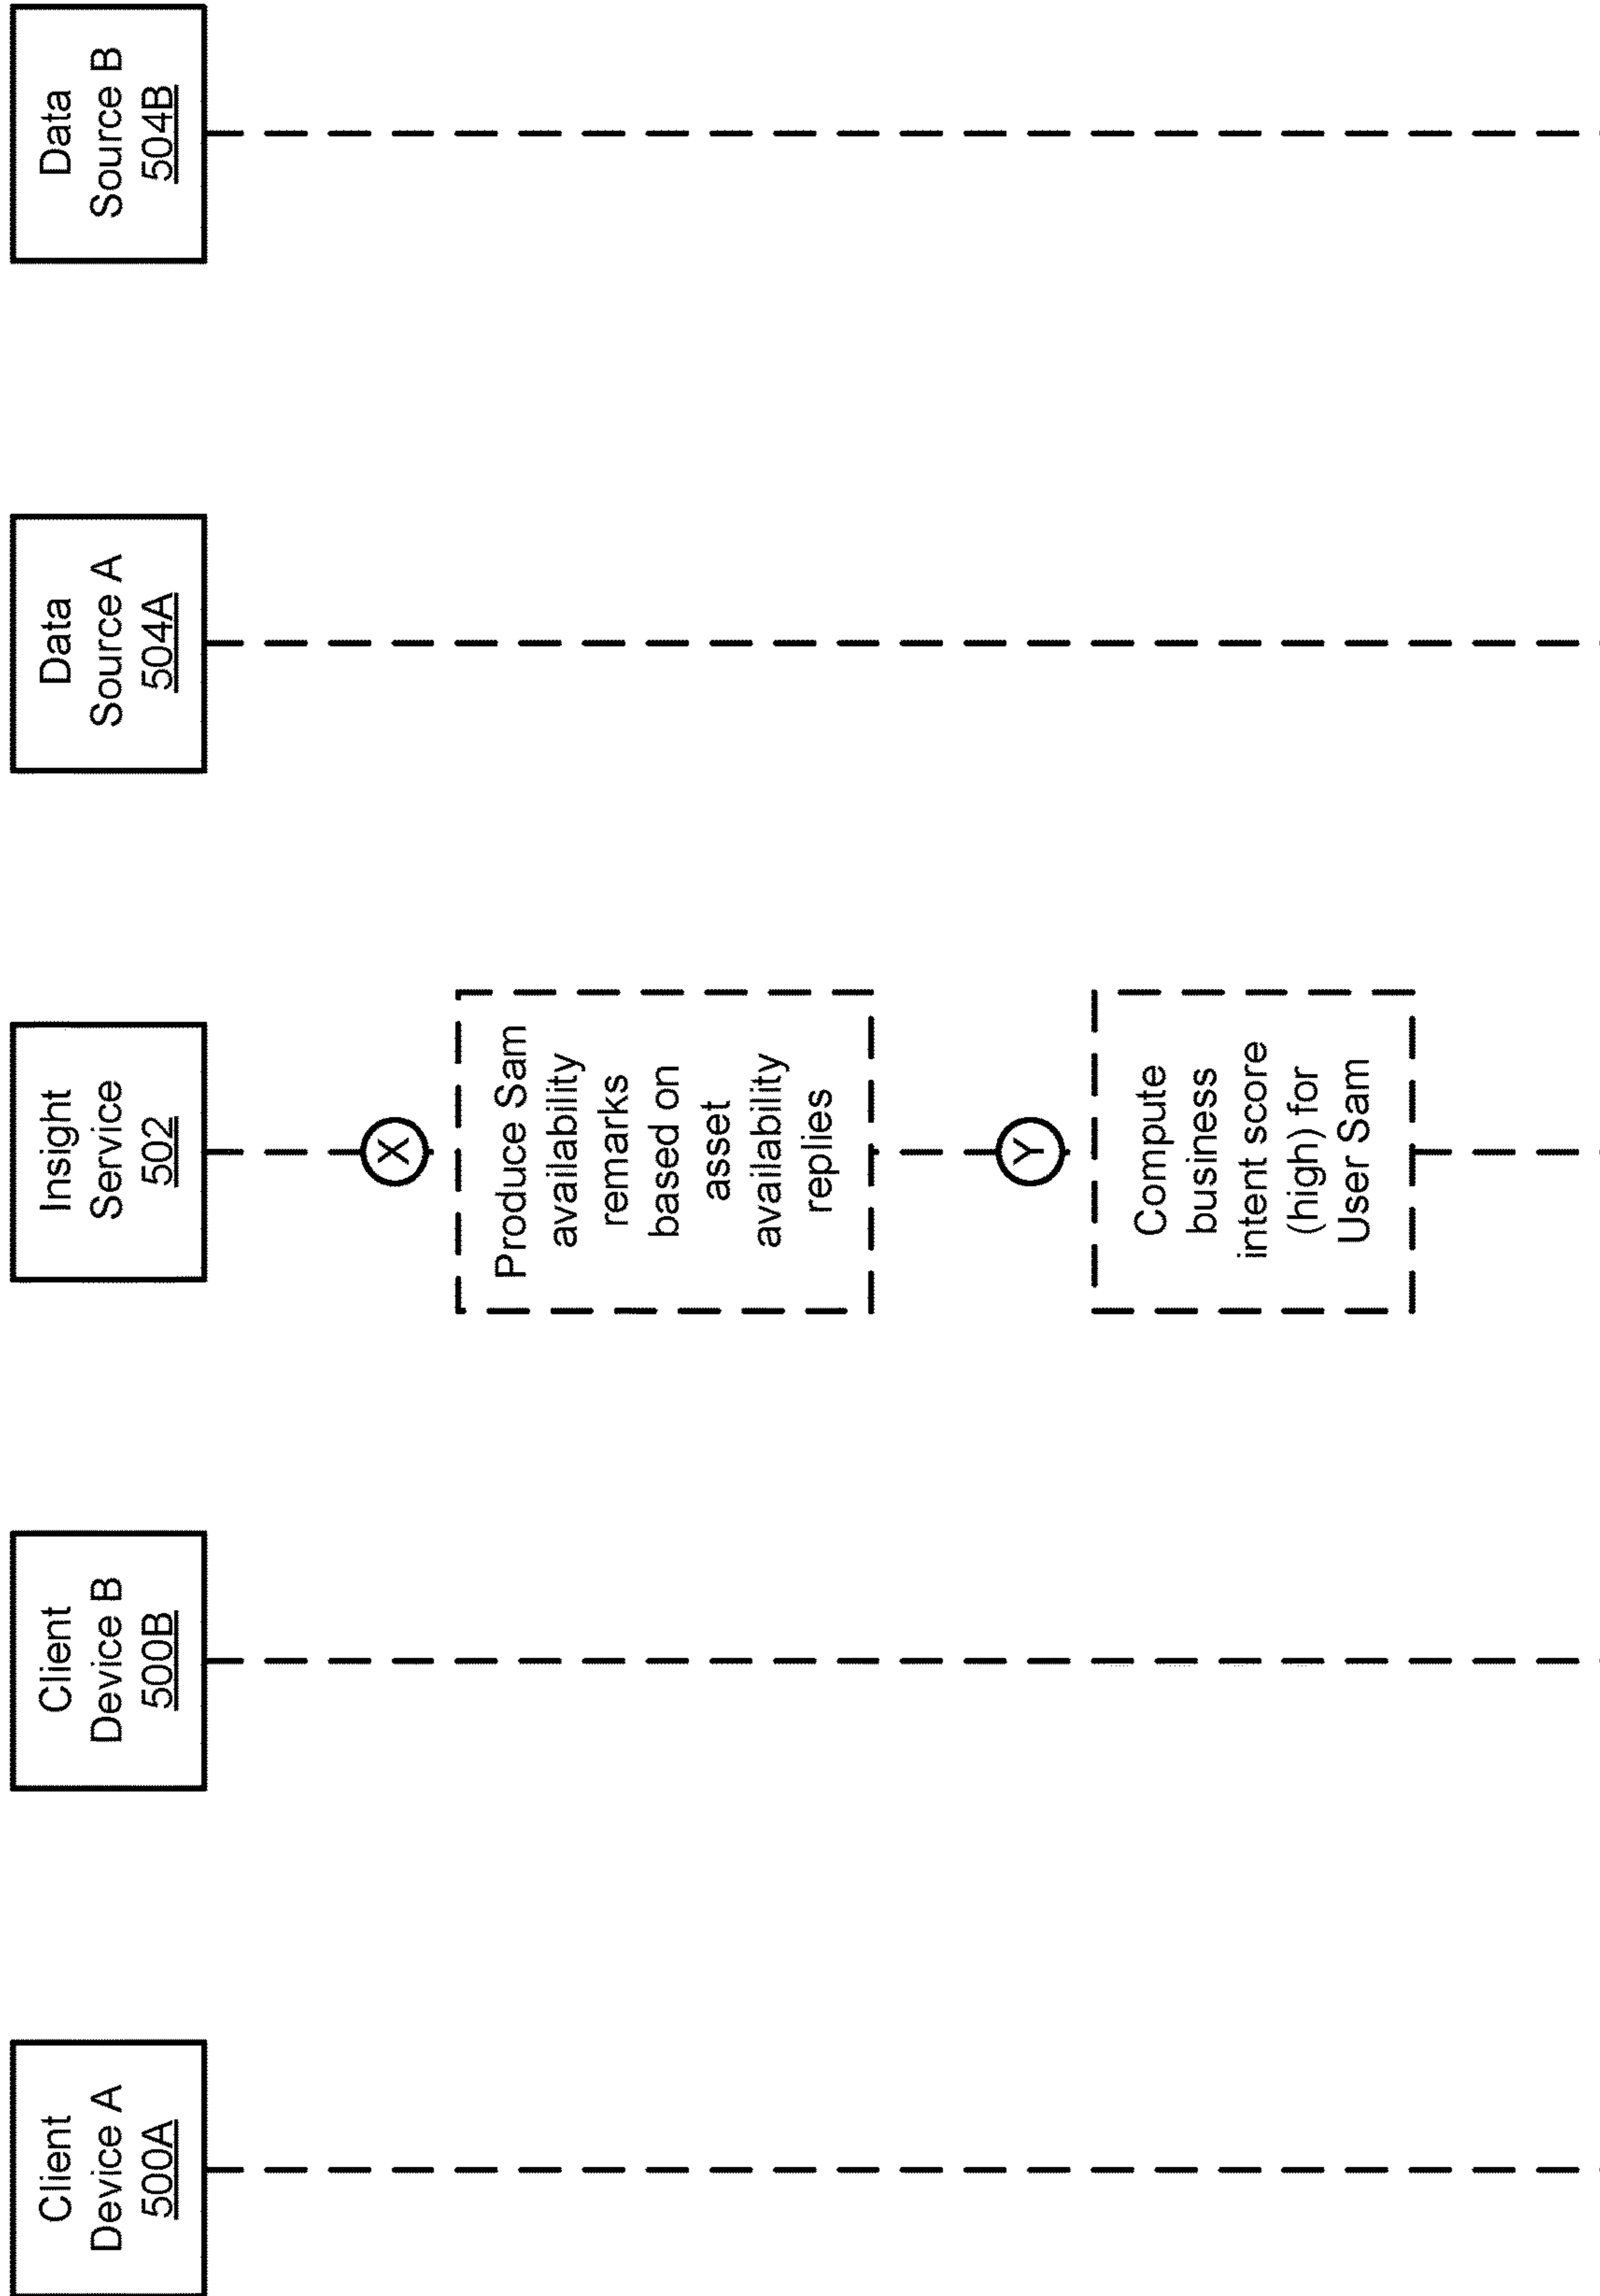 Client
Device A
500A
Client
Device B
500B
Insight
Service
502
Data
Source A
504A
Data
Source B
504B
X
Produce Sam
availability
remarks
based on
asset
availability
replies
Y
Compute
business
intent score
(high) for
User Sam